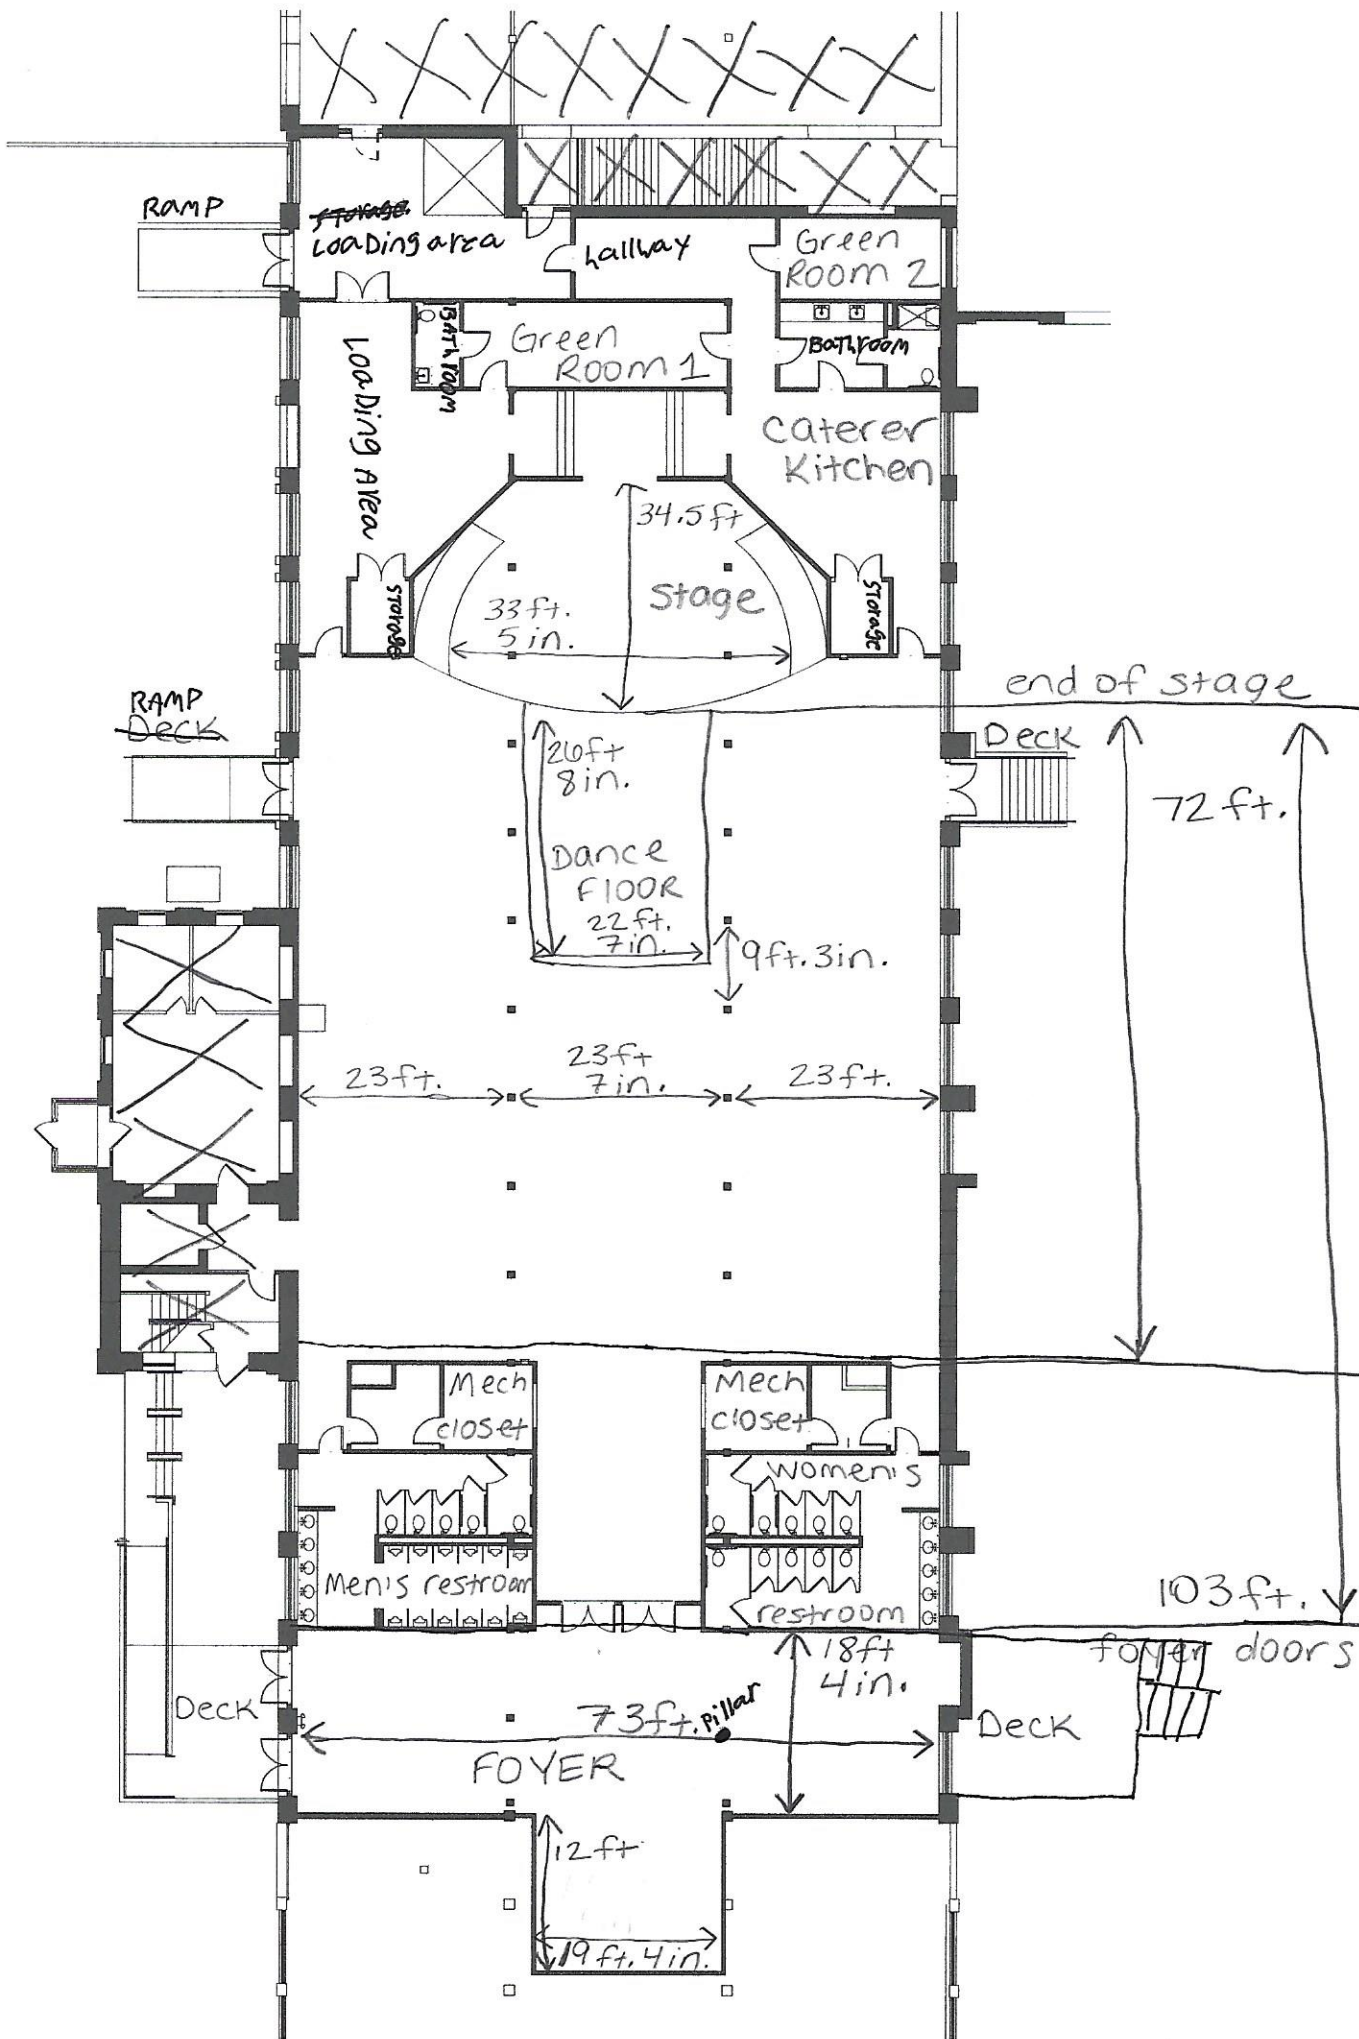 RAMP
Storage
Loading area
hallway
Green
Room 2
BATHROOM
Green
Room 1
Bathroom
Loading Area
Caterer
Kitchen
34.5 ft
Stage
33 ft.
5 in.
Storage
Storage
end of stage
RAMP
Deck
Deck
26 ft
8 in.
72 ft.
Dance
FlOOR
22 ft.
7 in.
9 ft. 3 in.
23 ft.
23 ft
7 in.
23 ft.
Mech
closet
Mech
closet
Women's
Men's restroom
restroom
103 ft.
foyer doors
18 ft
4 in.
Deck
73 ft.
Pillar
Deck
FOYER
12 ft
19 ft. 4 in.